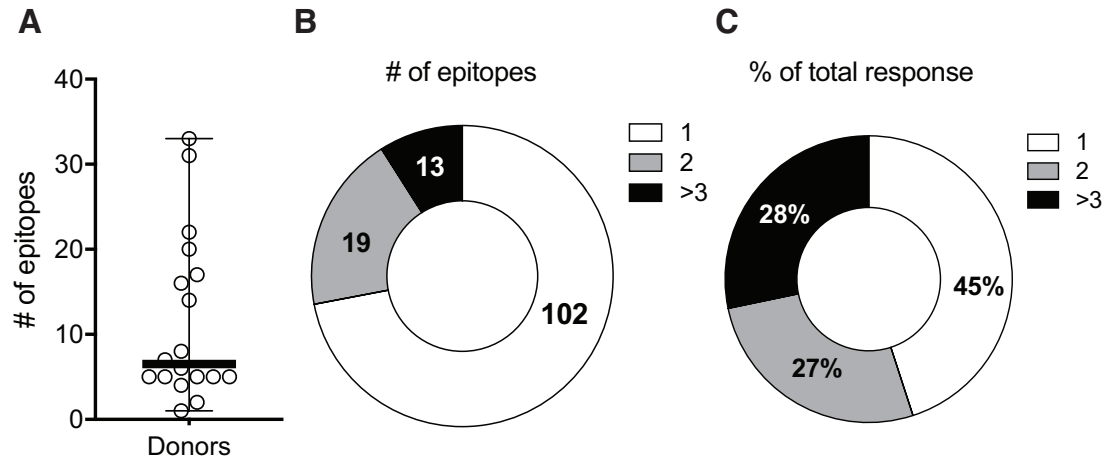 A
# of epitopes
40
30
20
10
0
Donors
B
# of epitopes
13
19
102
1
2
>3
C
% of total response
28%
45%
27%
1
2
>3